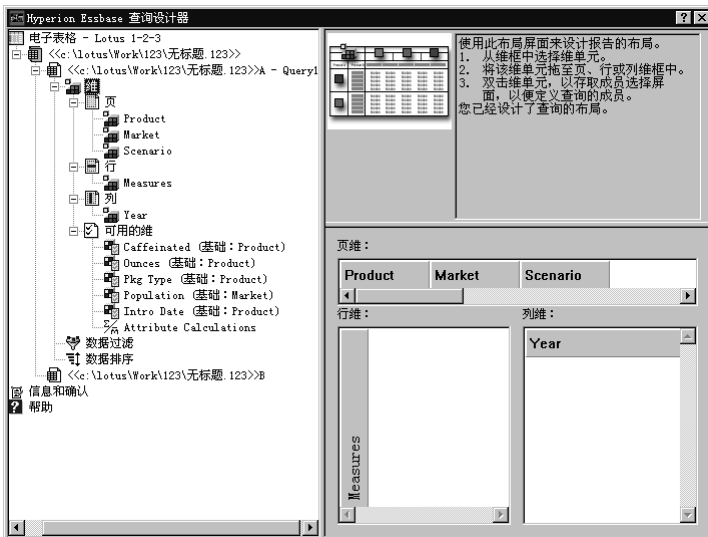 Hyperion Essbase 查询设计器
电子表格 - Lotus 1-2-3
<<c:\lotus\Work\123\无标题.123>>
<<c:\lotus\Work\123\无标题.123>>A - Query1
维
页
Product
Market
Scenario
行
Measures
列
Year
可用的维
Caffeinated (基础：Product)
Ounces (基础：Product)
Pkg Type (基础：Product)
Population (基础：Market)
Intro Date (基础：Product)
Attribute Calculations
数据过滤
数据排序
<<c:\lotus\Work\123\无标题.123>>B
信息和确认
帮助
使用此布局屏面来设计报告的布局。
1. 从维框中选择维单元。
2. 将该维单元拖至页、行或列维框中。
3. 双击维单元，以存取成员选择屏
面，以便定义查询的成员。
您已经设计了查询的布局。
页维：
Product Market Scenario
行维：
Measures
列维：
Year